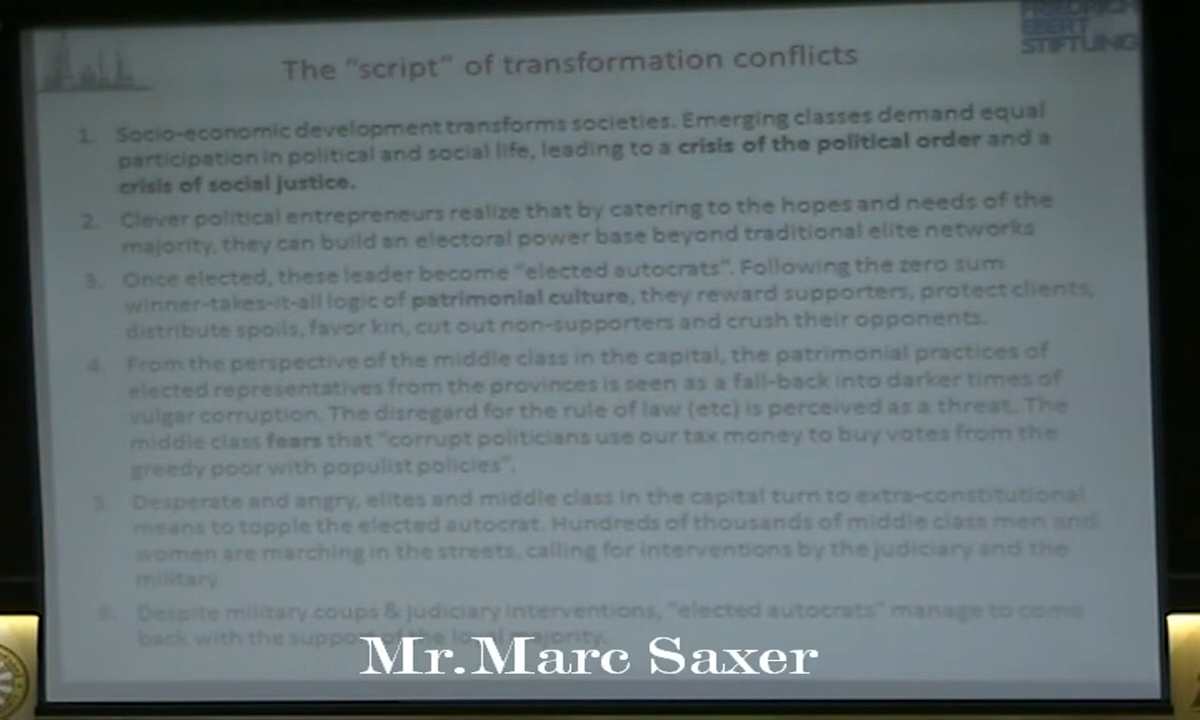 FRIEDRICH
EBERT
STIFTUNG
The “script” of transformation conflicts
1. Socio-economic development transforms societies. Emerging classes demand equal
participation in political and social life, leading to a crisis of the political order and a
crisis of social justice.
2. Clever political entrepreneurs realize that by catering to the hopes and needs of the
majority, they can build an electoral power base beyond traditional elite networks
3. Once elected, these leader become “elected autocrats”. Following the zero sum
winner-takes-it-all logic of patrimonial culture, they reward supporters, protect clients,
distribute spoils, favor kin, cut out non-supporters and crush their opponents.
4. From the perspective of the middle class in the capital, the patrimonial practices of
elected representatives from the provinces is seen as a fall-back into darker times of
vulgar corruption. The disregard for the rule of law (etc) is perceived as a threat. The
middle class fears that “corrupt politicians use our tax money to buy votes from the
greedy poor with populist policies”.
5. Desperate and angry, elites and middle class in the capital turn to extra-constitutional
means to topple the elected autocrat. Hundreds of thousands of middle class men and
women are marching in the streets, calling for interventions by the judiciary and the
military
6. Despite military coups & judiciary interventions, “elected autocrats” manage to come
back with the support of the majority.
Mr.Marc Saxer